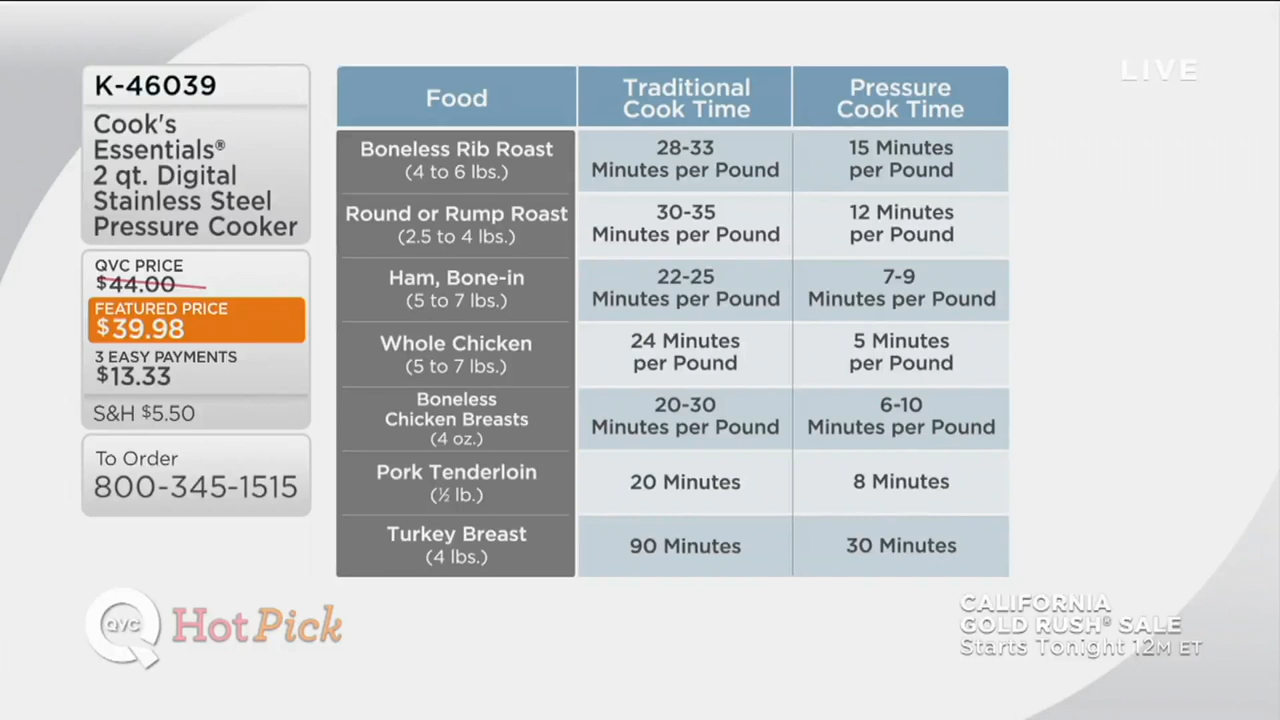 K-46039
Cook's
Essentials®
2 qt. Digital
Stainless Steel
Pressure Cooker
QVC PRICE
$44.00
FEATURED PRICE
$39.98
3 EASY PAYMENTS
$13.33
S&H $5.50
To Order
800-345-1515
Food
Traditional
Cook Time
Pressure
Cook Time
Boneless Rib Roast
(4 to 6 lbs.)
28-33
Minutes per Pound
15 Minutes
per Pound
Round or Rump Roast
(2.5 to 4 lbs.)
30-35
Minutes per Pound
12 Minutes
per Pound
Ham, Bone-in
(5 to 7 lbs.)
22-25
Minutes per Pound
7-9
Minutes per Pound
Whole Chicken
(5 to 7 lbs.)
24 Minutes
per Pound
5 Minutes
per Pound
Boneless
Chicken Breasts
(4 oz.)
20-30
Minutes per Pound
6-10
Minutes per Pound
Pork Tenderloin
(½ lb.)
20 Minutes
8 Minutes
Turkey Breast
(4 lbs.)
90 Minutes
30 Minutes
LIVE
QVC
Hot Pick
CALIFORNIA
GOLD RUSH® SALE
Starts Tonight 12M ET